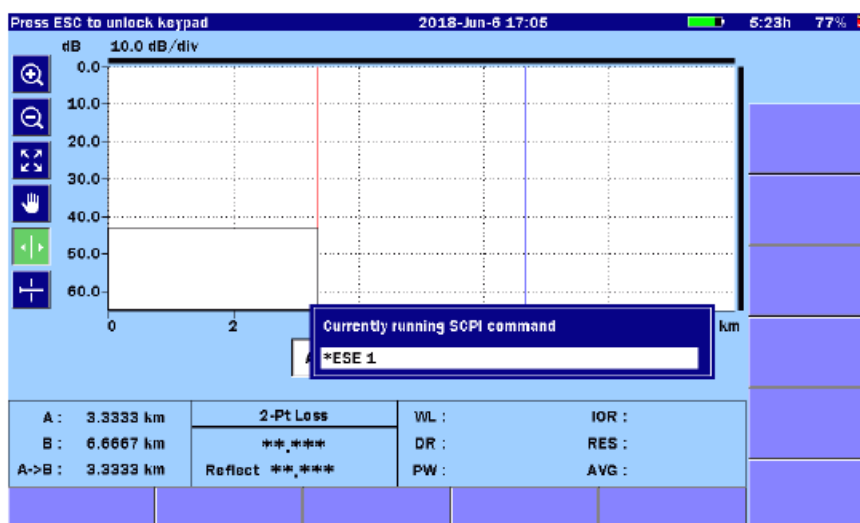 Press ESC to unlock keypad 2018-Jun-6 17:05 5:23h 77%
dB 10.0 dB/div
0.0
10.0
20.0
30.0
40.0
50.0
60.0
0 2 km
Currently running SCPI command
*ESE 1
A : 3.3333 km
B : 6.6667 km
A->B : 3.3333 km
2-Pt Loss
**.***
Reflect **.***
WL : IOR :
DR : RES :
PW : AVG :